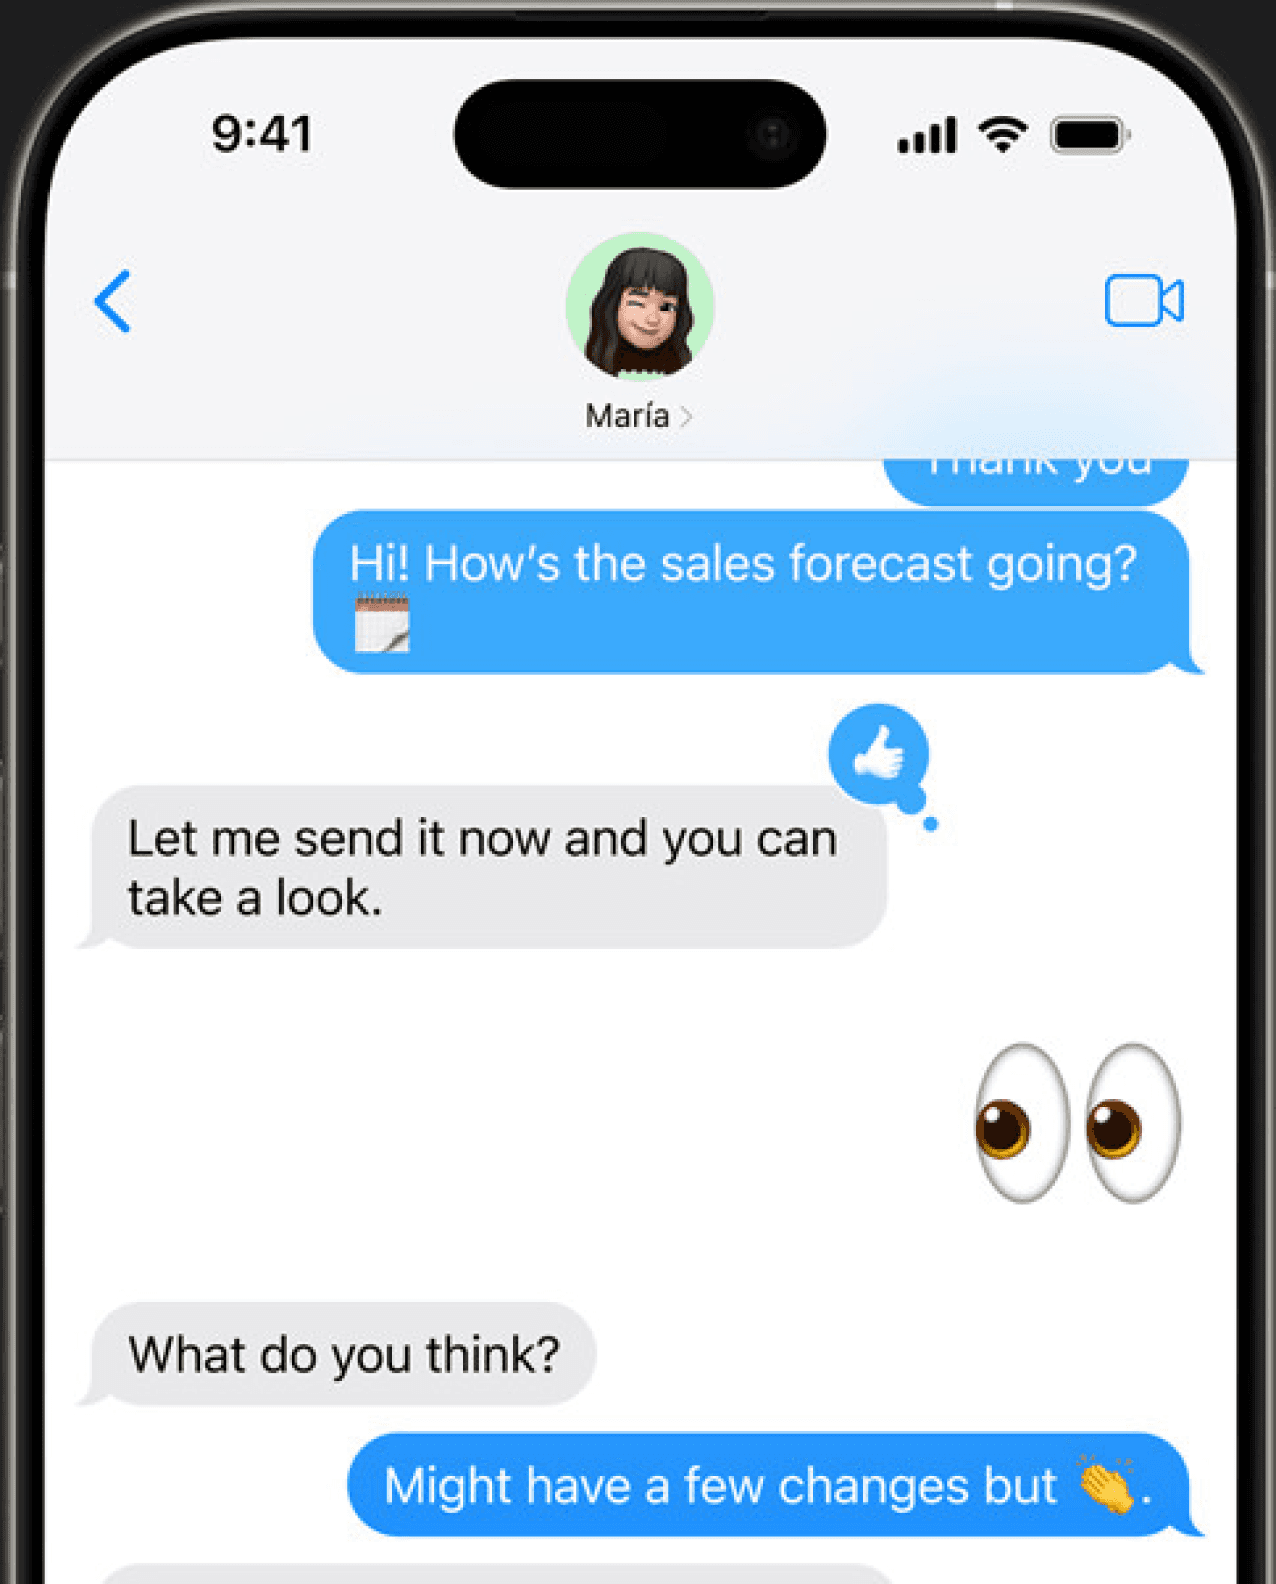 9:41
María
Thank you
Hi! How’s the sales forecast going?
🗒️
👍
Let me send it now and you can
take a look.
👀
What do you think?
Might have a few changes but 👏.